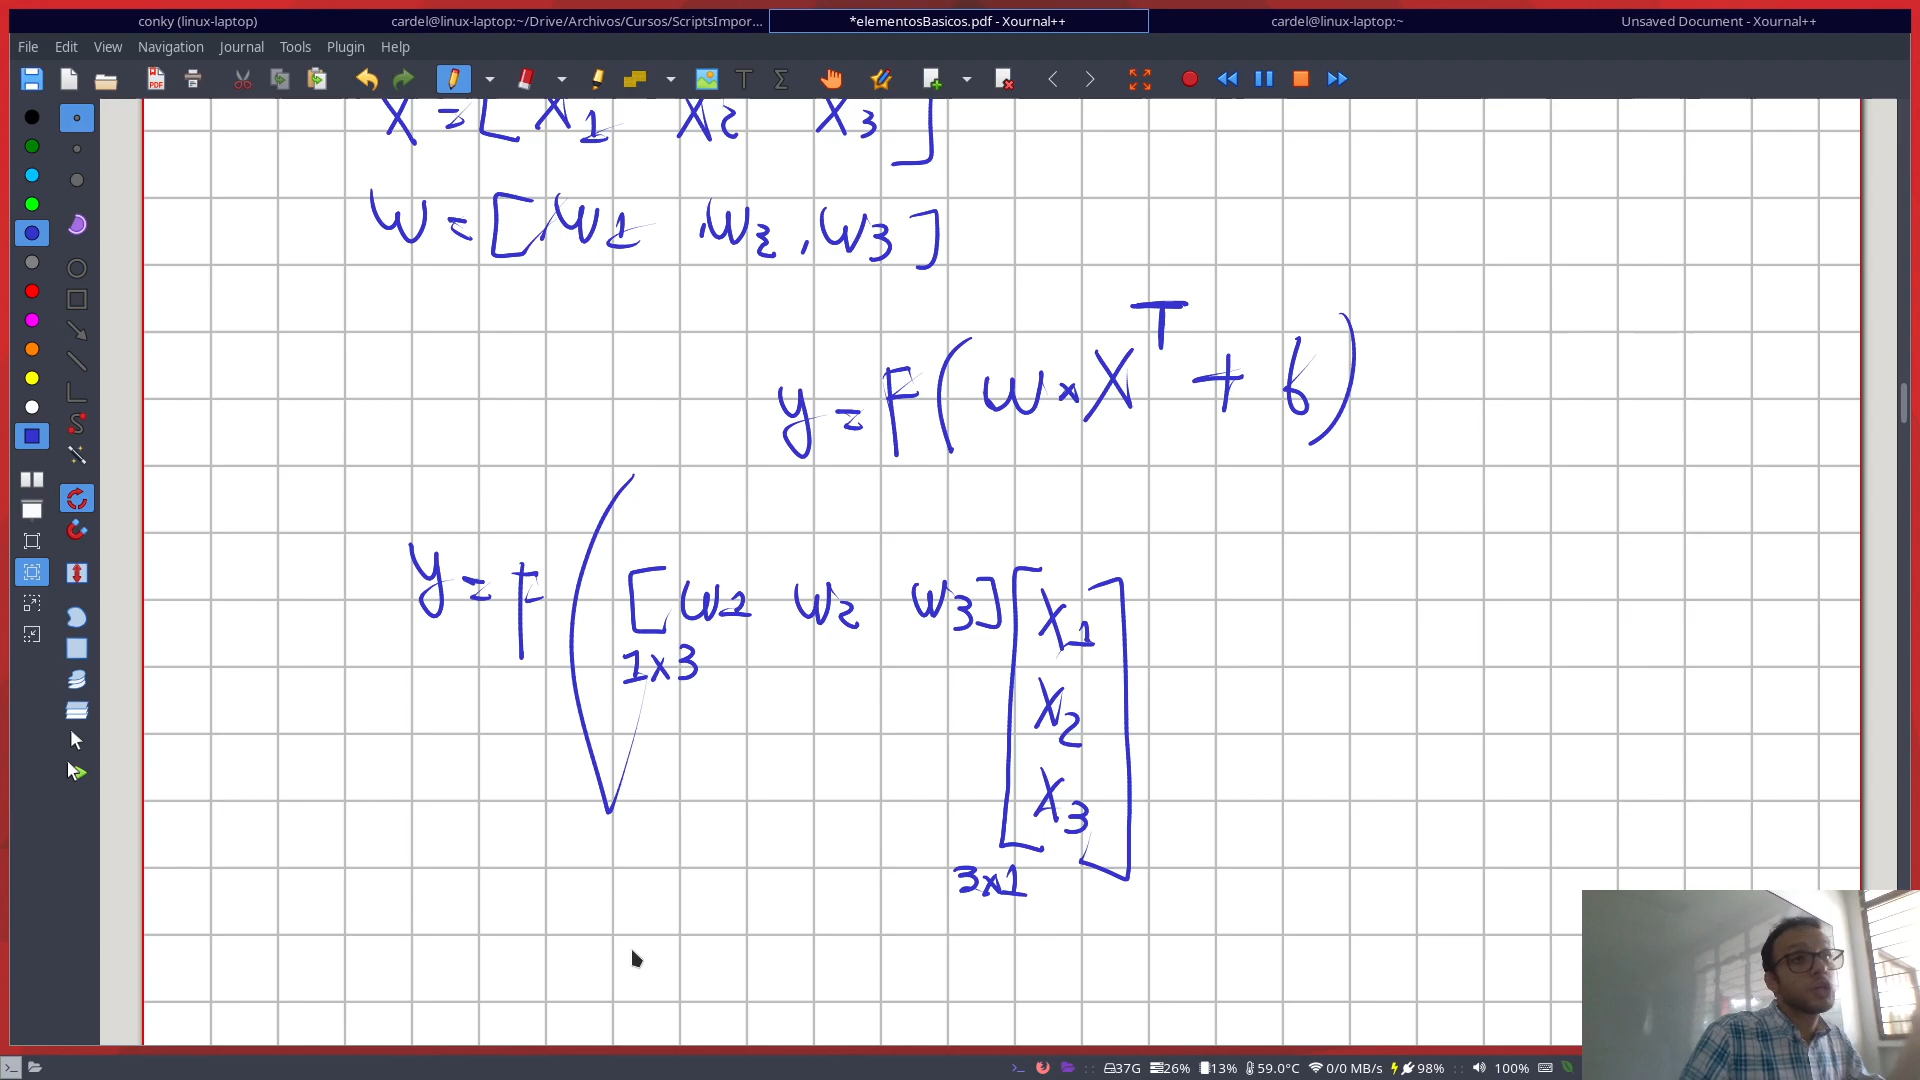 conky (linux-laptop) cardel@linux-laptop:~/Drive/Archivos/Cursos/ScriptsImpor... *elementosBasicos.pdf - Xournal++ cardel@linux-laptop:~ Unsaved Document - Xournal++
File Edit View Navigation Journal Tools Plugin Help
X = [ X1 X2 X3 ]
W = [ W1 , W2 , W3 ]
y = F ( W × X^T + b )
y = F ( [ W1 W2 W3 ] [ X1
1x3
X2
X3 ]
3x1
37G 26% 13% 59.0°C 0/0 MB/s 98% 100%